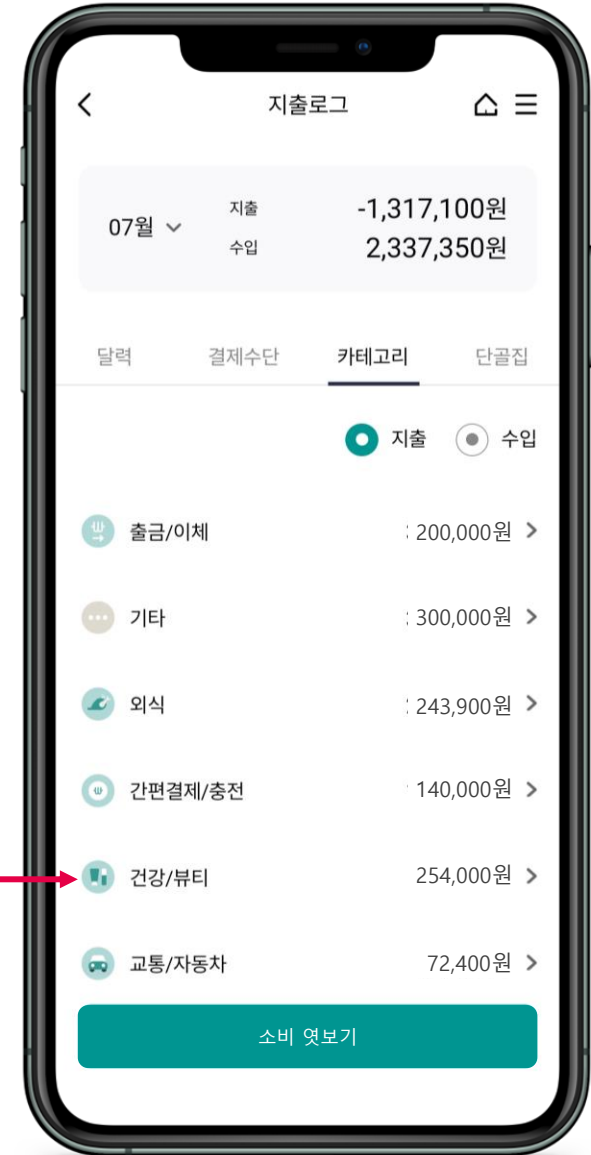 지출로그
07월
지출 -1,317,100원
수입 2,337,350원
달력 결제수단 카테고리 단골집
지출 수입
출금/이체 200,000원
기타 300,000원
외식 243,900원
간편결제/충전 140,000원
건강/뷰티 254,000원
교통/자동차 72,400원
소비 엿보기